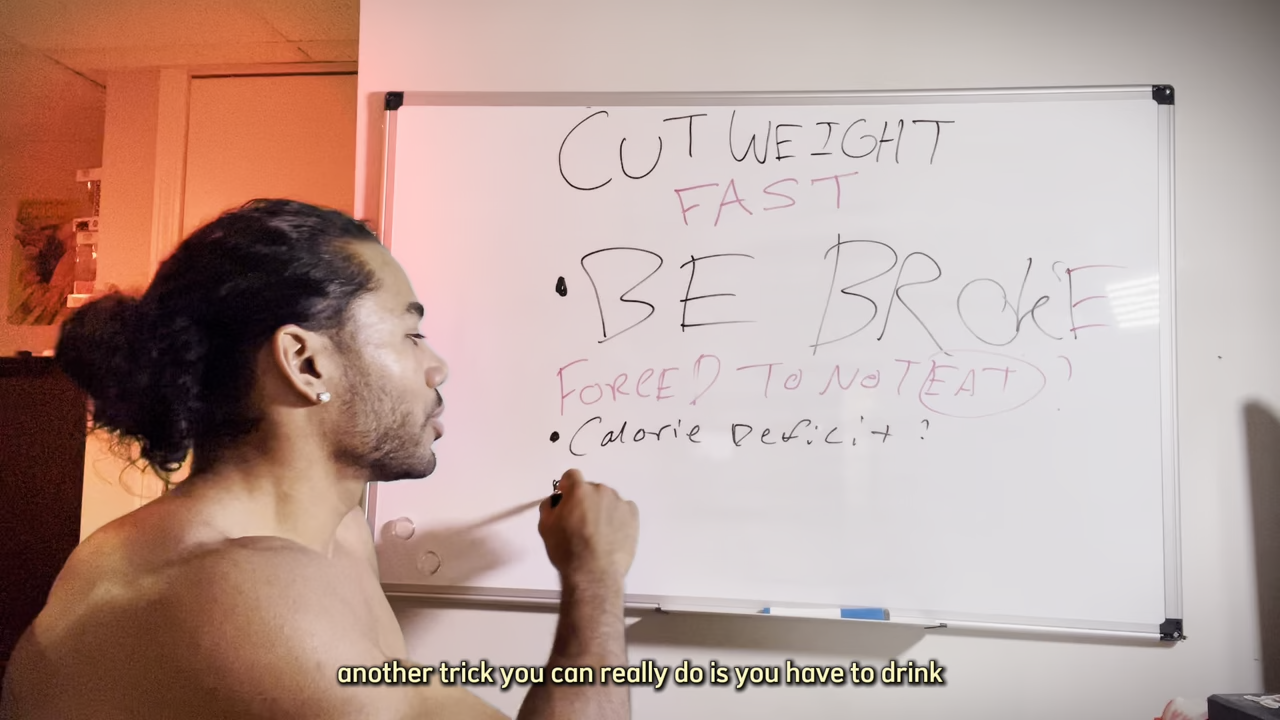 CUT WEIGHT
FAST
• BE BROKE
FORCED TO NOT EAT ?
• Calorie Deficit ?
another trick you can really do is you have to drink